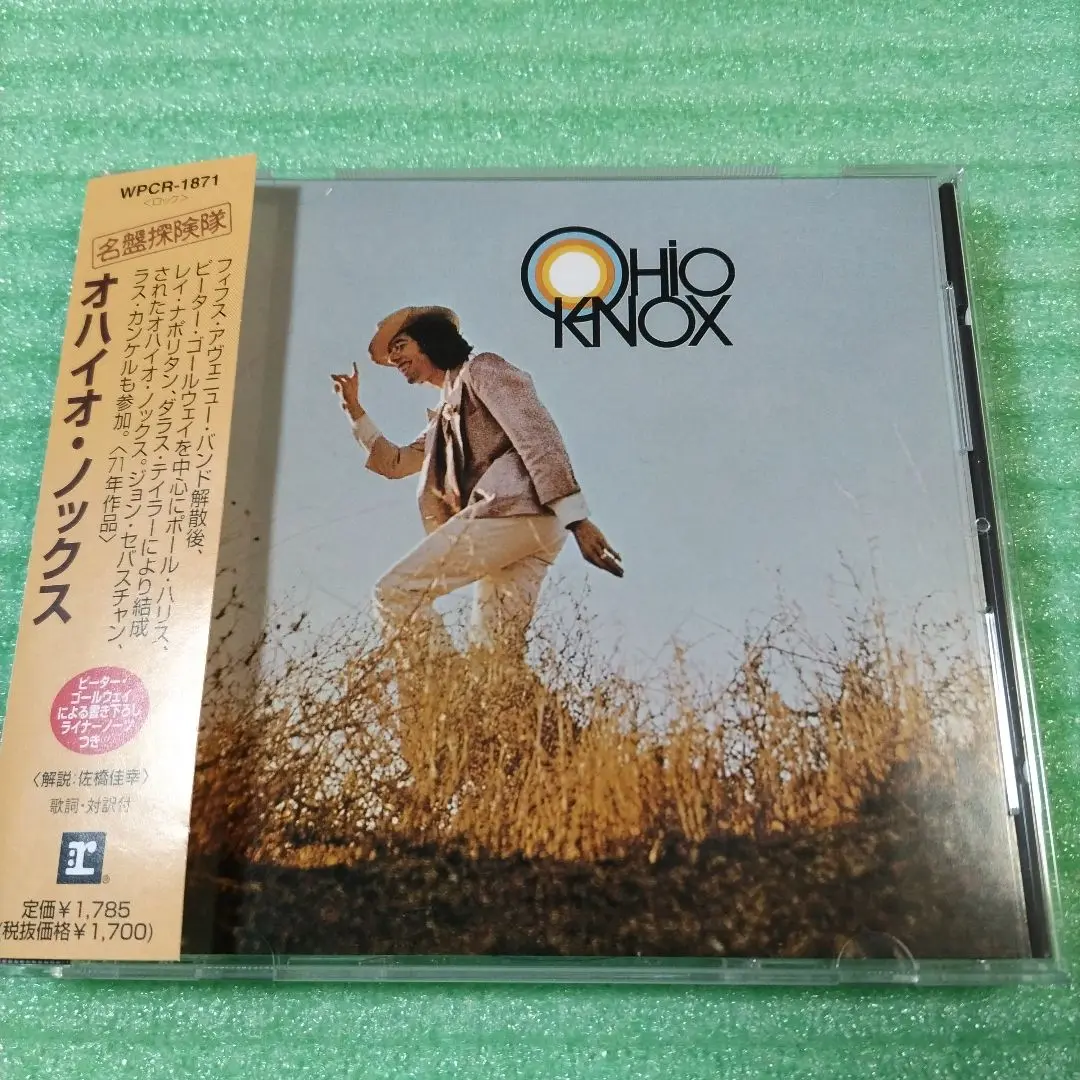 WPCR-1871
〈ロック〉
名盤探険隊
オハイオ・ノックス
フィフス・アヴェニュー・バンド解散後、
ピーター・ゴールウェイを中心にポール・ハリス、
レイ・ナポリタン、ダラス・テイラーにより結成
されたオハイオ・ノックス。ジョン・セバスチャン、
ラス・カンケルも参加。〈71年作品〉
ピーター・
ゴールウェイ
による書き下ろし
ライナーノーツ
つき
〈解説:佐橋佳幸〉
歌詞・対訳付
r
定価¥1,785
(税抜価格¥1,700)
OHiO
KNOX